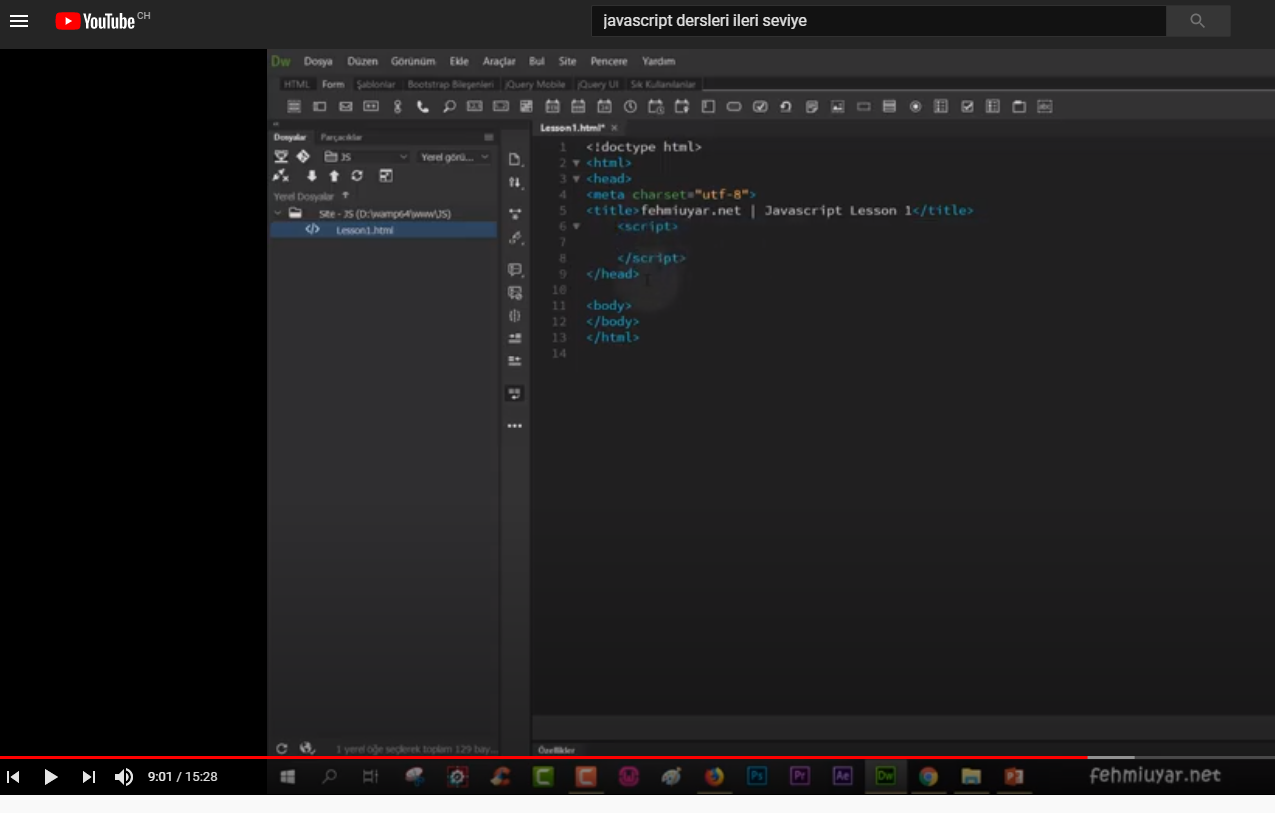 YouTube CH
javascript dersleri ileri seviye
Dw Dosya Düzen Görünüm Ekle Araçlar Bul Site Pencere Yardım
HTML Form Şablonlar Bootstrap Bileşenleri jQuery Mobile jQuery UI Sık Kullanılanlar
Dosyalar Parçacıklar
JS Yerel görü...
Yerel Dosyalar
Site - JS (D:\wamp64\www\JS)
Lesson1.html
Lesson1.html*
1 <!doctype html>
2 <html>
3 <head>
4 <meta charset="utf-8">
5 <title>fehmiuyar.net | Javascript Lesson 1</title>
6 <script>
7
8 </script>
9 </head>
10
11 <body>
12 </body>
13 </html>
14
1 yerel öğe seçilerek toplam 129 bay...
Özellikler
9:01 / 15:28
Ps Pr Ae Dw
fehmiuyar.net